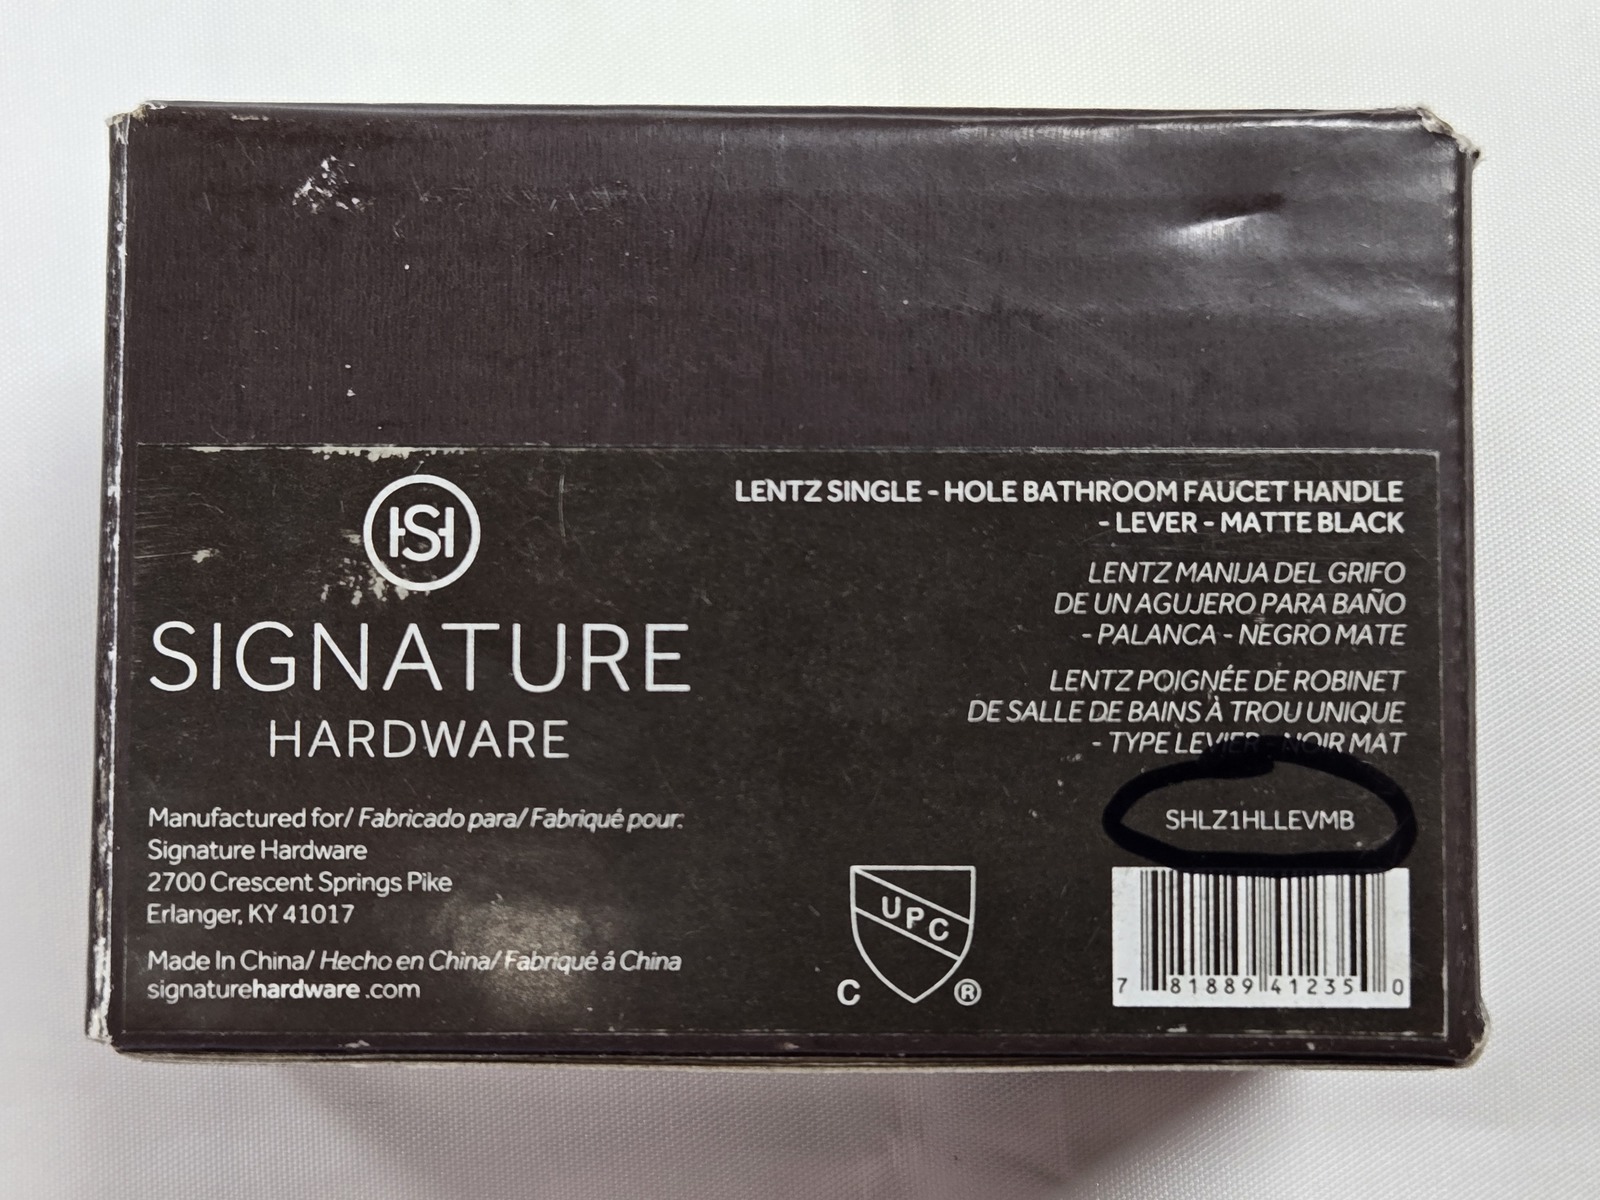 SH
SIGNATURE
HARDWARE
Manufactured for/ Fabricado para/ Fabriqué pour:
Signature Hardware
2700 Crescent Springs Pike
Erlanger, KY 41017
Made In China/ Hecho en China/ Fabriqué á China
signaturehardware .com
LENTZ SINGLE - HOLE BATHROOM FAUCET HANDLE
- LEVER - MATTE BLACK
LENTZ MANIJA DEL GRIFO
DE UN AGUJERO PARA BAÑO
- PALANCA - NEGRO MATE
LENTZ POIGNÉE DE ROBINET
DE SALLE DE BAINS À TROU UNIQUE
- TYPE LEVIER - NOIR MAT
SHLZ1HLLEVMB
UPC
C ®
7 81889 41235 0